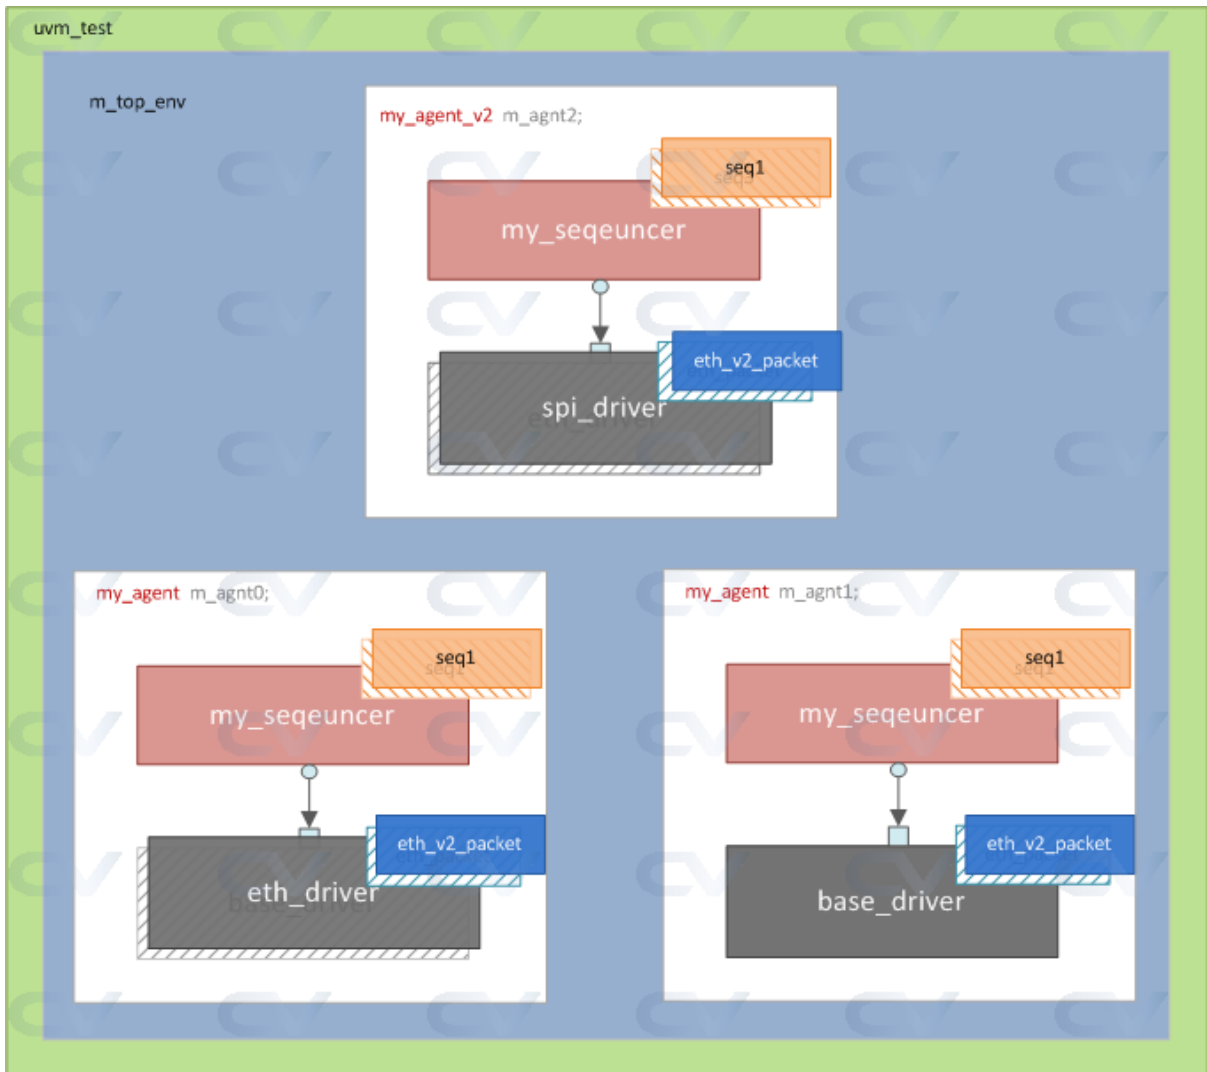 uvm_test
m_top_env
my_agent_v2 m_agnt2;
seq1
my_seqeuncer
eth_v2_packet
spi_driver
my_agent m_agnt0;
seq1
my_seqeuncer
eth_v2_packet
eth_driver
base_driver
my_agent m_agnt1;
seq1
my_seqeuncer
eth_v2_packet
base_driver